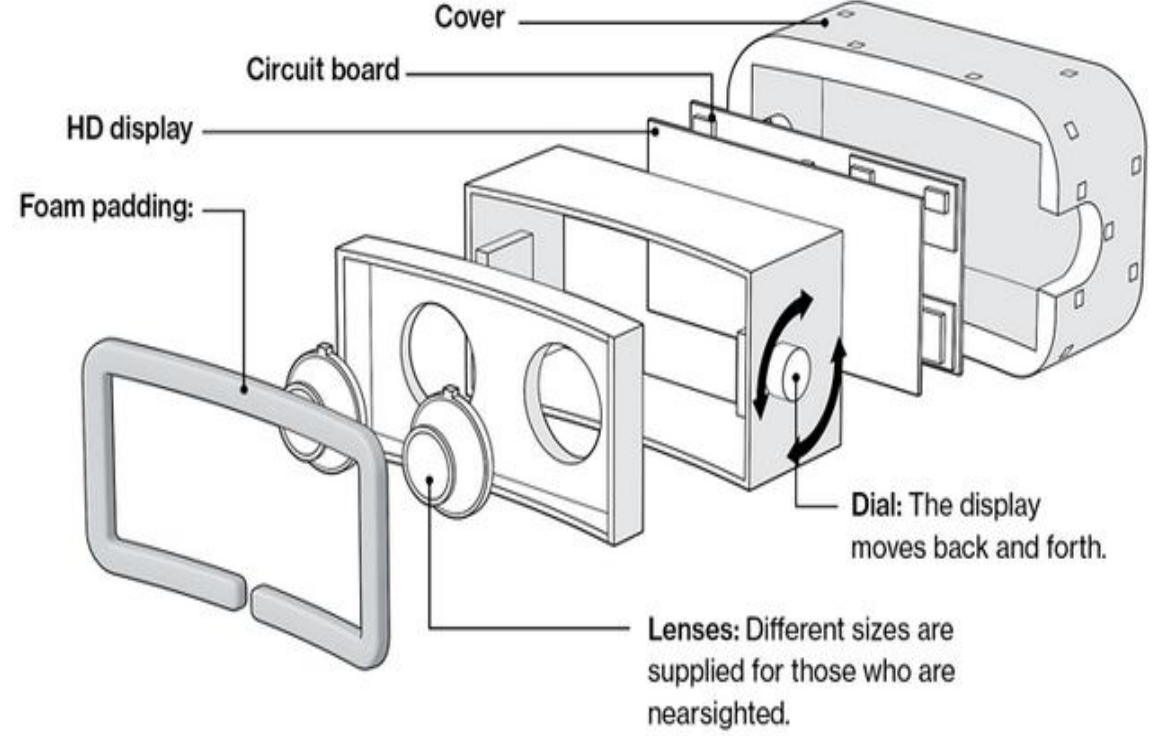 Cover
Circuit board
HD display
Foam padding:
Dial: The display
moves back and forth.
Lenses: Different sizes are
supplied for those who are
nearsighted.